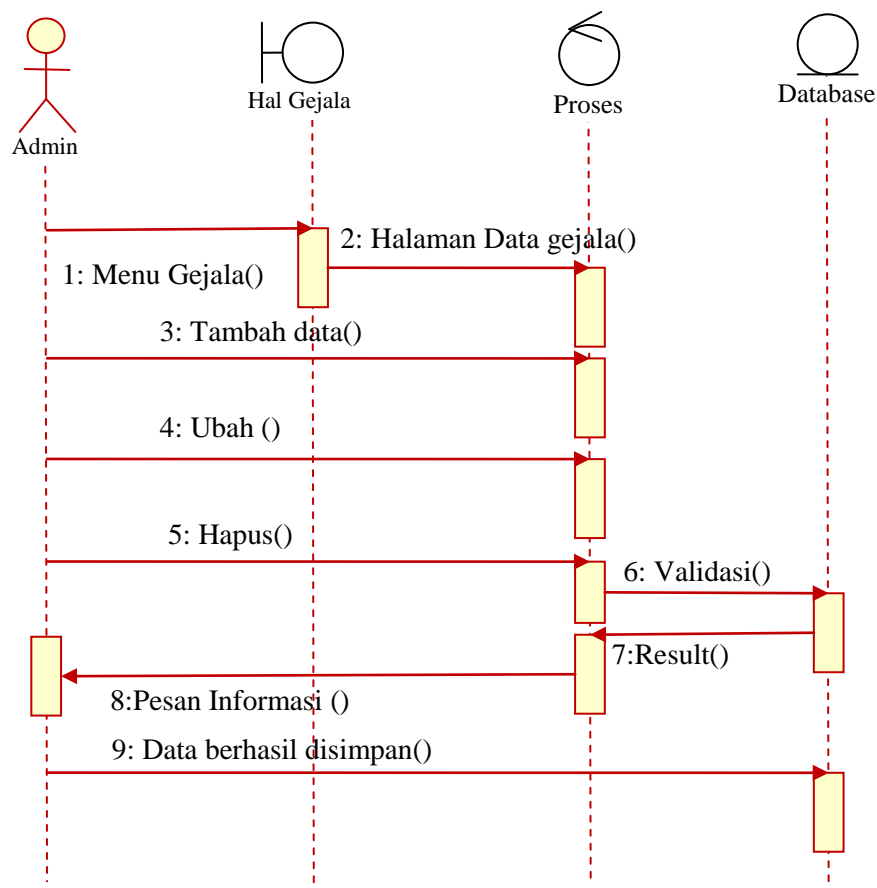 Admin
Hal Gejala
Proses
Database
1: Menu Gejala()
2: Halaman Data gejala()
3: Tambah data()
4: Ubah ()
5: Hapus()
6: Validasi()
7:Result()
8:Pesan Informasi ()
9: Data berhasil disimpan()